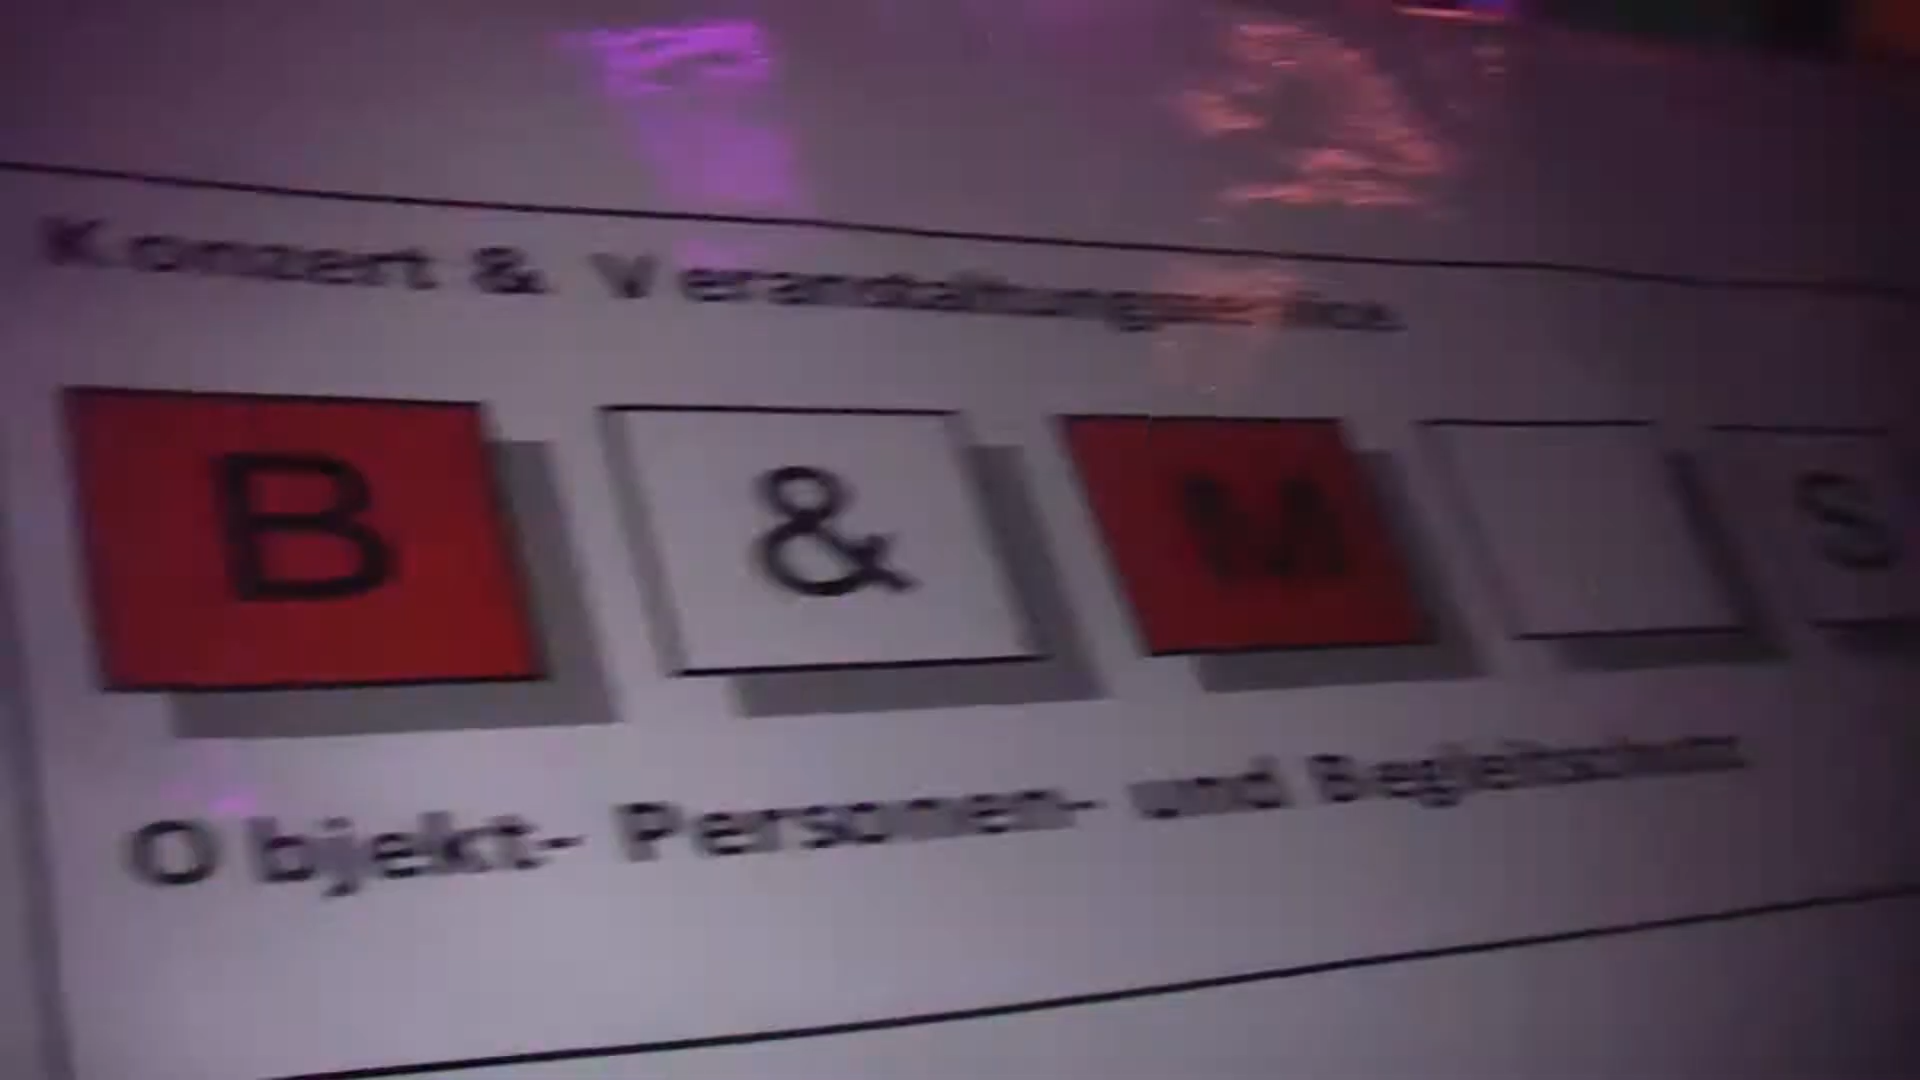 Konzert & Veranstaltungsservice
B & M S
Objekt- Personen- und Begleitschutz